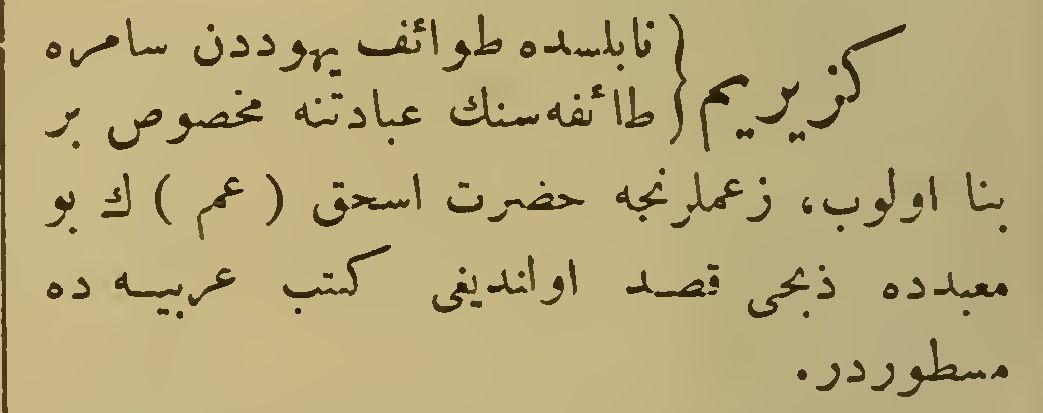 كزيريم { نابلسده طوائف يهوددن سامره
طائفه‌سنك عبادتنه مخصوص بر
بنا اولوب، زعملرنجه حضرت اسحق ( عم ) ك بو
معبدده ذبحى قصد اولنديغى كتب عربيه ده
مسطوردر.